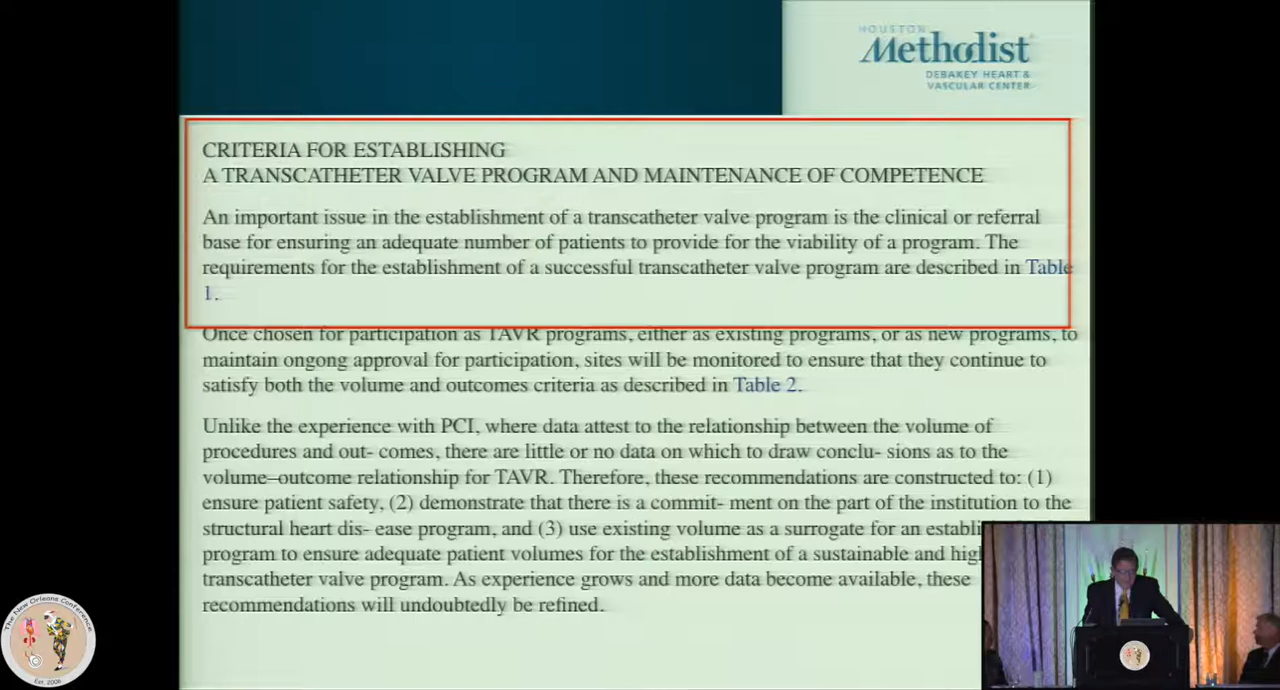 HOUSTON
Methodist
DEBAKEY HEART &
VASCULAR CENTER
CRITERIA FOR ESTABLISHING
A TRANSCATHETER VALVE PROGRAM AND MAINTENANCE OF COMPETENCE
An important issue in the establishment of a transcatheter valve program is the clinical or referral
base for ensuring an adequate number of patients to provide for the viability of a program. The
requirements for the establishment of a successful transcatheter valve program are described in Table
1.
Once chosen for participation as TAVR programs, either as existing programs, or as new programs, to
maintain ongong approval for participation, sites will be monitored to ensure that they continue to
satisfy both the volume and outcomes criteria as described in Table 2.
Unlike the experience with PCI, where data attest to the relationship between the volume of
procedures and out- comes, there are little or no data on which to draw conclu- sions as to the
volume–outcome relationship for TAVR. Therefore, these recommendations are constructed to: (1)
ensure patient safety, (2) demonstrate that there is a commit- ment on the part of the institution to the
structural heart dis- ease program, and (3) use existing volume as a surrogate for an
program to ensure adequate patient volumes for the establishment of a sustainable and
transcatheter valve program. As experience grows and more data become available, these
recommendations will undoubtedly be refined.
The New Orleans Conference
Est. 2006